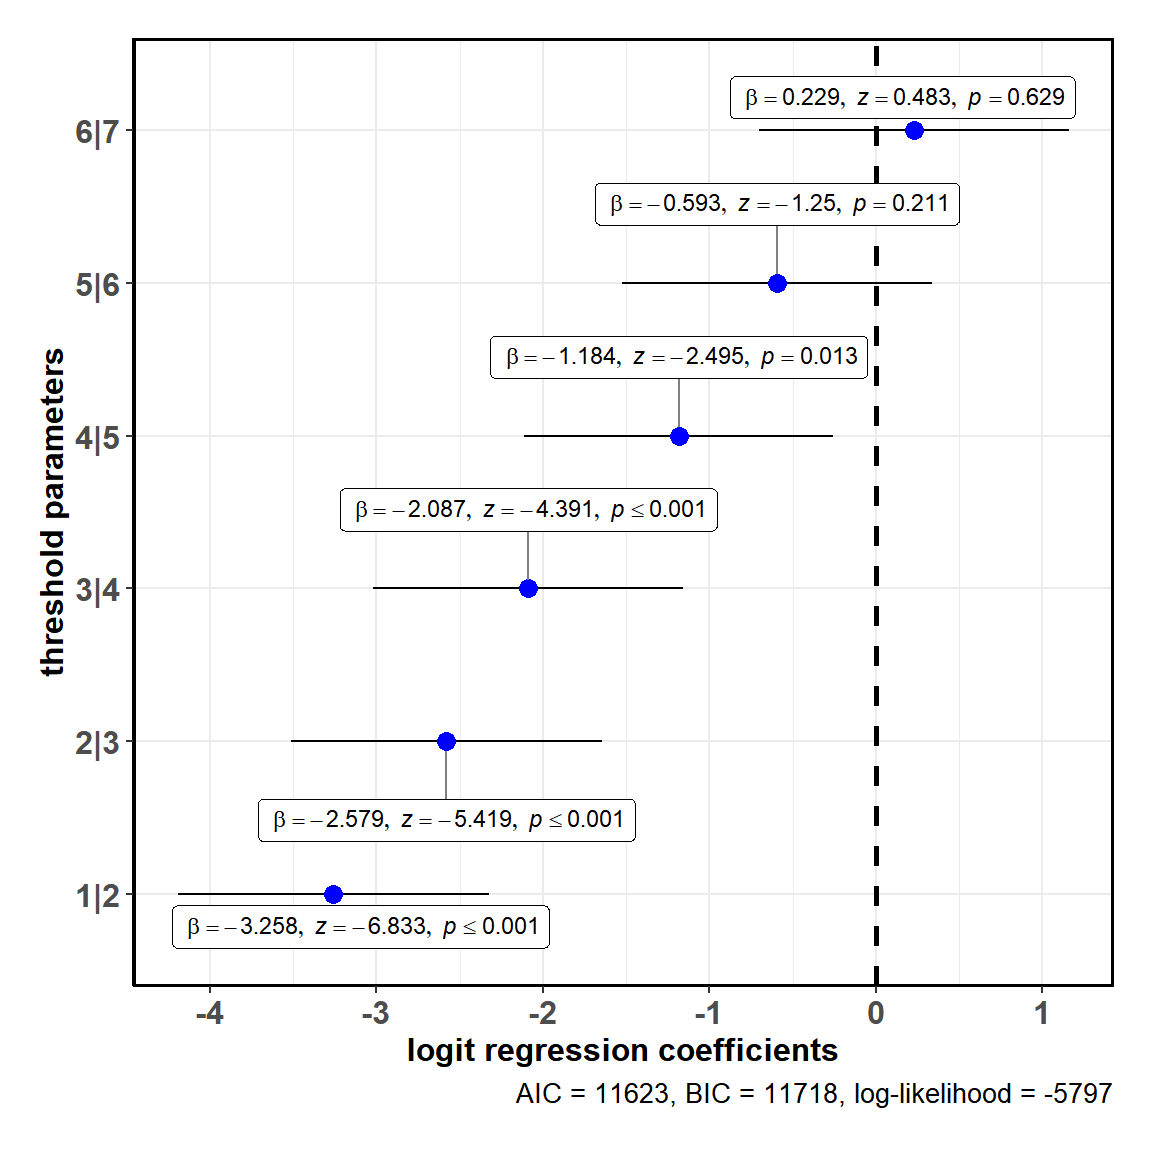 β = −0.229, z = 0.483, p = 0.629
6|7
β = −0.593, z = −1.25, p = 0.211
5|6
β = −1.184, z = −2.495, p = 0.013
4|5
β = −2.087, z = −4.391, p ≤ 0.001
3|4
2|3
β = −2.579, z = −5.419, p ≤ 0.001
1|2
β = −3.258, z = −6.833, p ≤ 0.001
threshold parameters
-4 -3 -2 -1 0 1
logit regression coefficients
AIC = 11623, BIC = 11718, log-likelihood = -5797